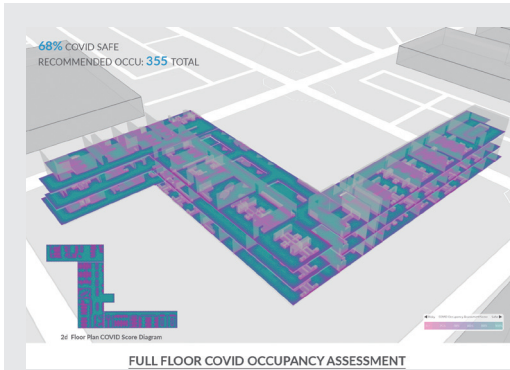 68% COVID SAFE
RECOMMENDED OCCU: 355 TOTAL
2d Floor Plan COVID Score Diagram
FULL FLOOR COVID OCCUPANCY ASSESSMENT